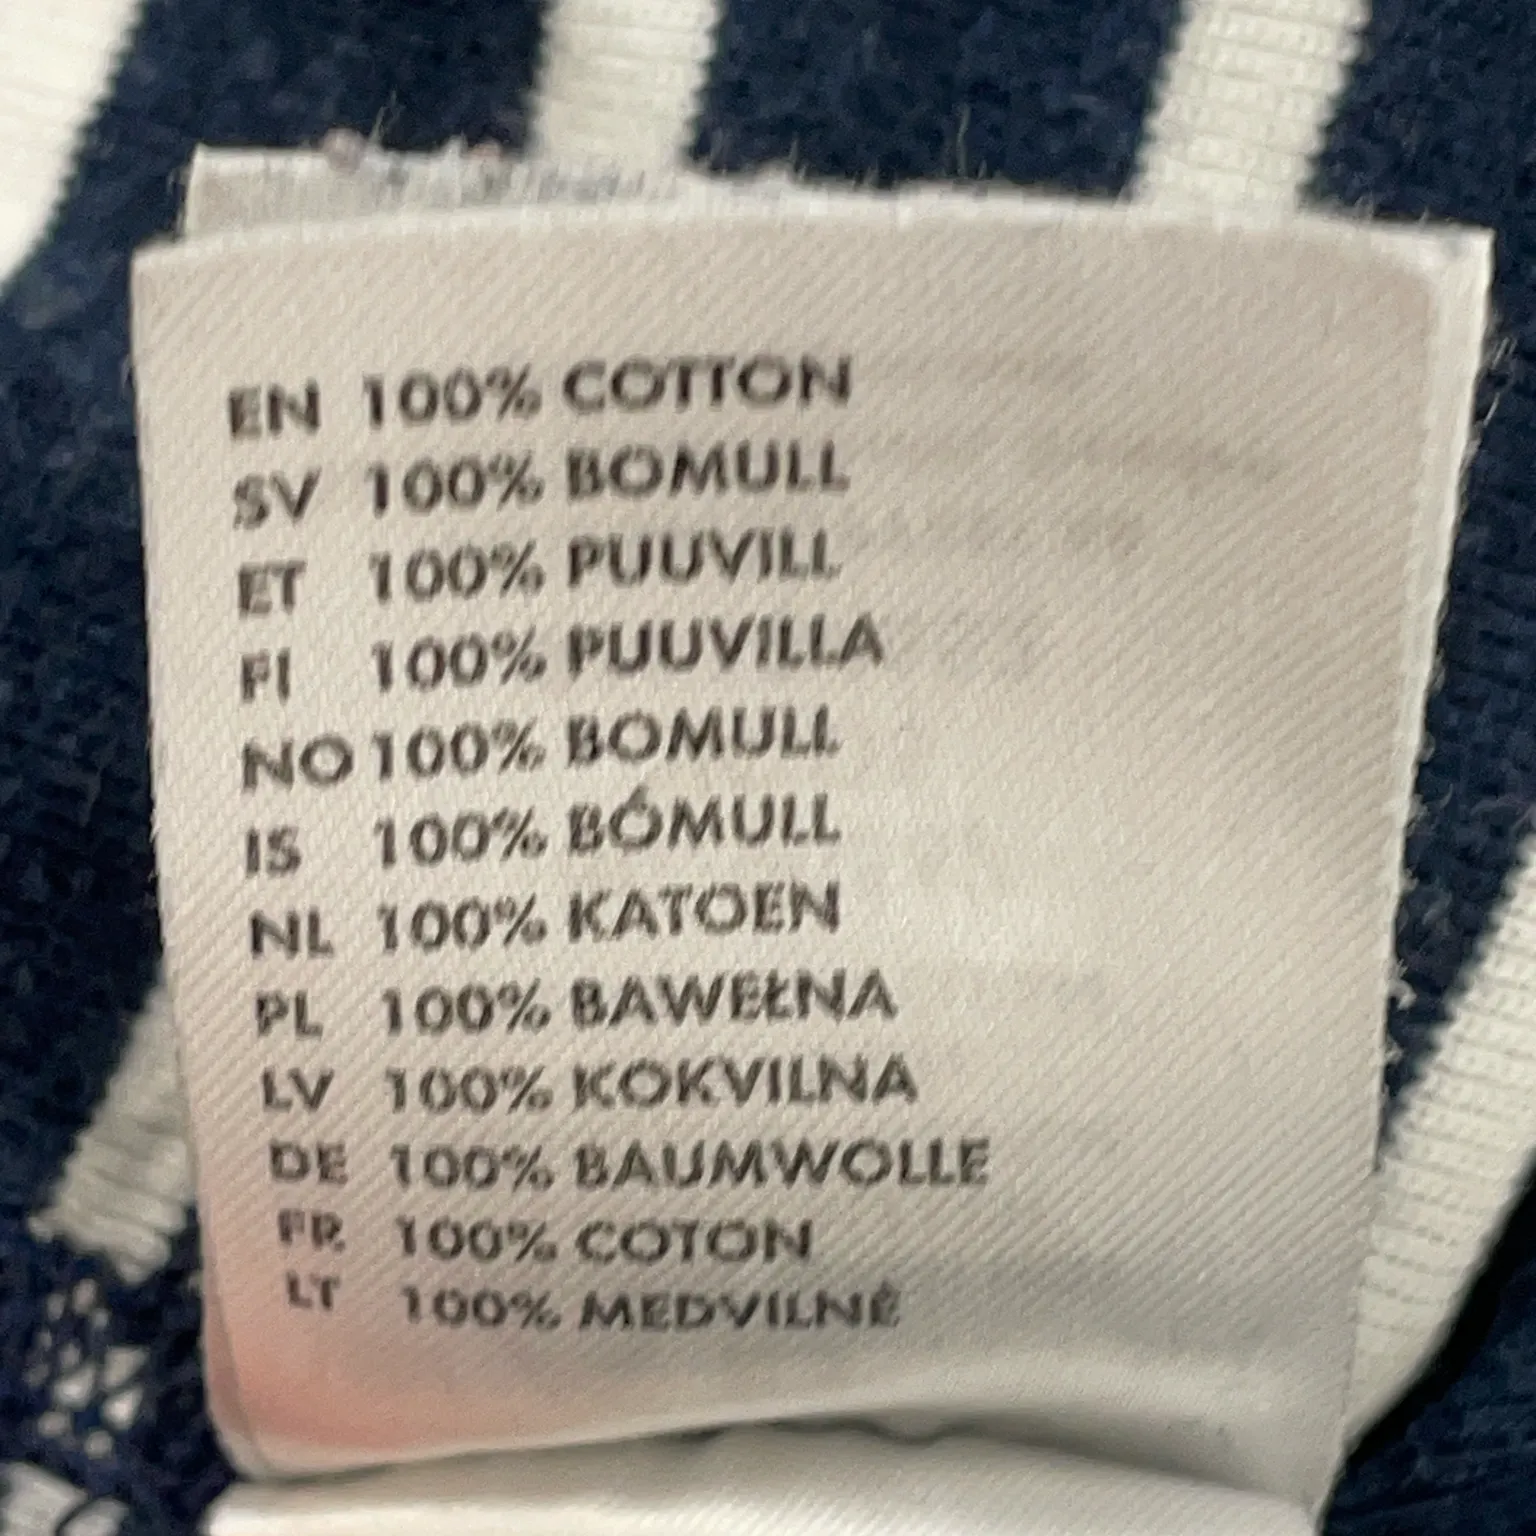 EN 100% COTTON
SV 100% BOMULL
ET 100% PUUVILL
FI 100% PUUVILLA
NO 100% BOMULL
IS 100% BÓMULL
NL 100% KATOEN
PL 100% BAWEŁNA
LV 100% KOKVILNA
DE 100% BAUMWOLLE
FR 100% COTON
LT 100% MEDVILNĖ